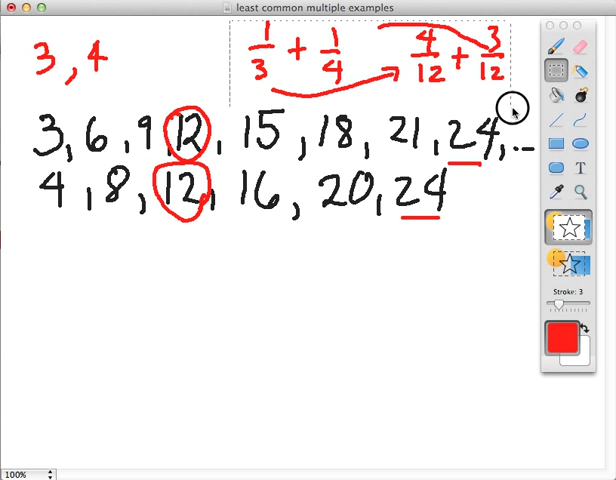 least common multiple examples
3, 4
1/3 + 1/4 4/12 + 3/12
3, 6, 9, 12, 15, 18, 21, 24, ...
4, 8, 12, 16, 20, 24
T
Stroke: 3
100%